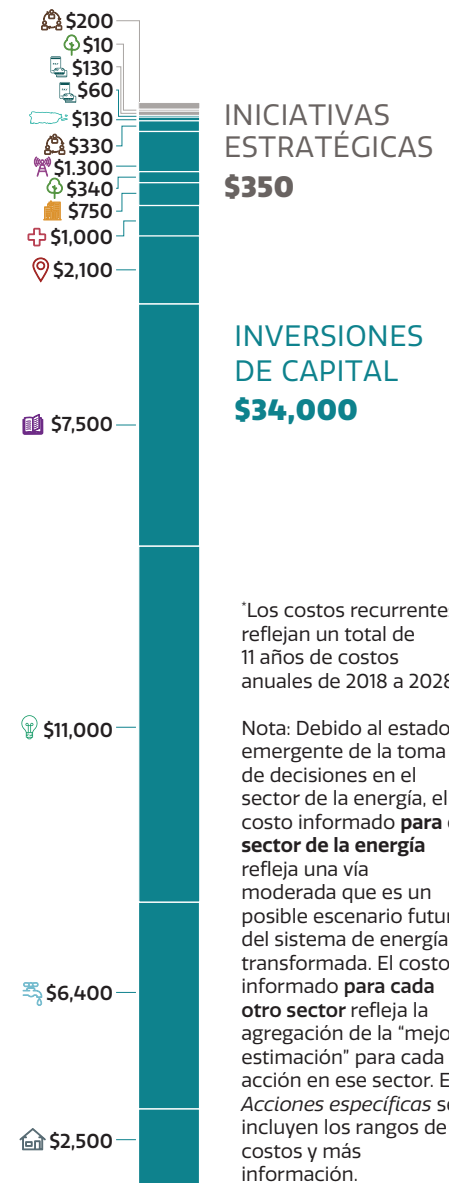 $200
$10
$130
$60
$130
$330
$1.300
$340
$750
$1,000
$2,100
$7,500
$11,000
$6,400
$2,500
INICIATIVAS
ESTRATÉGICAS
$350
INVERSIONES
DE CAPITAL
$34,000
*Los costos recurrentes
reflejan un total de
11 años de costos
anuales de 2018 a 2028
Nota: Debido al estado
emergente de la toma
de decisiones en el
sector de la energía, el
costo informado para
sector de la energía
refleja una vía
moderada que es un
posible escenario
del sistema de energía
transformada. El costo
informado para cada
otro sector refleja la
agregación de la
estimación” para cada
acción en ese sector.
Acciones específicas
incluyen los rangos de
costos y más
información.